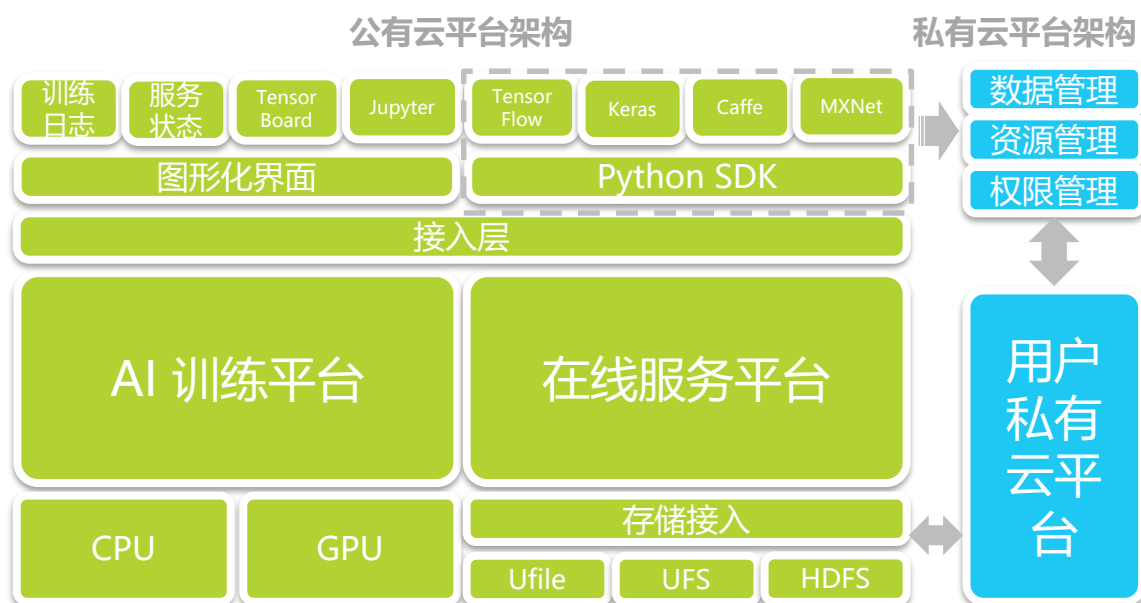 公有云平台架构
私有云平台架构
训练
日志
服务
状态
Tensor
Board
Jupyter
Tensor
Flow
Keras
Caffe
MXNet
图形化界面
Python SDK
接入层
AI 训练平台
在线服务平台
CPU
GPU
存储接入
Ufile
UFS
HDFS
数据管理
资源管理
权限管理
用户
私有
云平
台